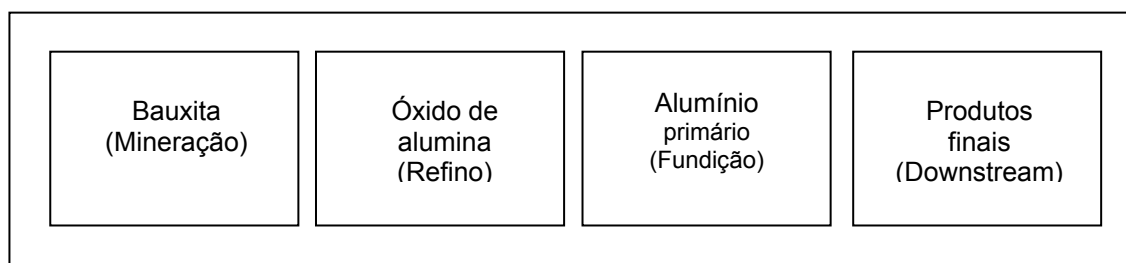 Bauxita
(Mineração)
Óxido de
alumina
(Refino)
Alumínio
primário
(Fundição)
Produtos
finais
(Downstream)